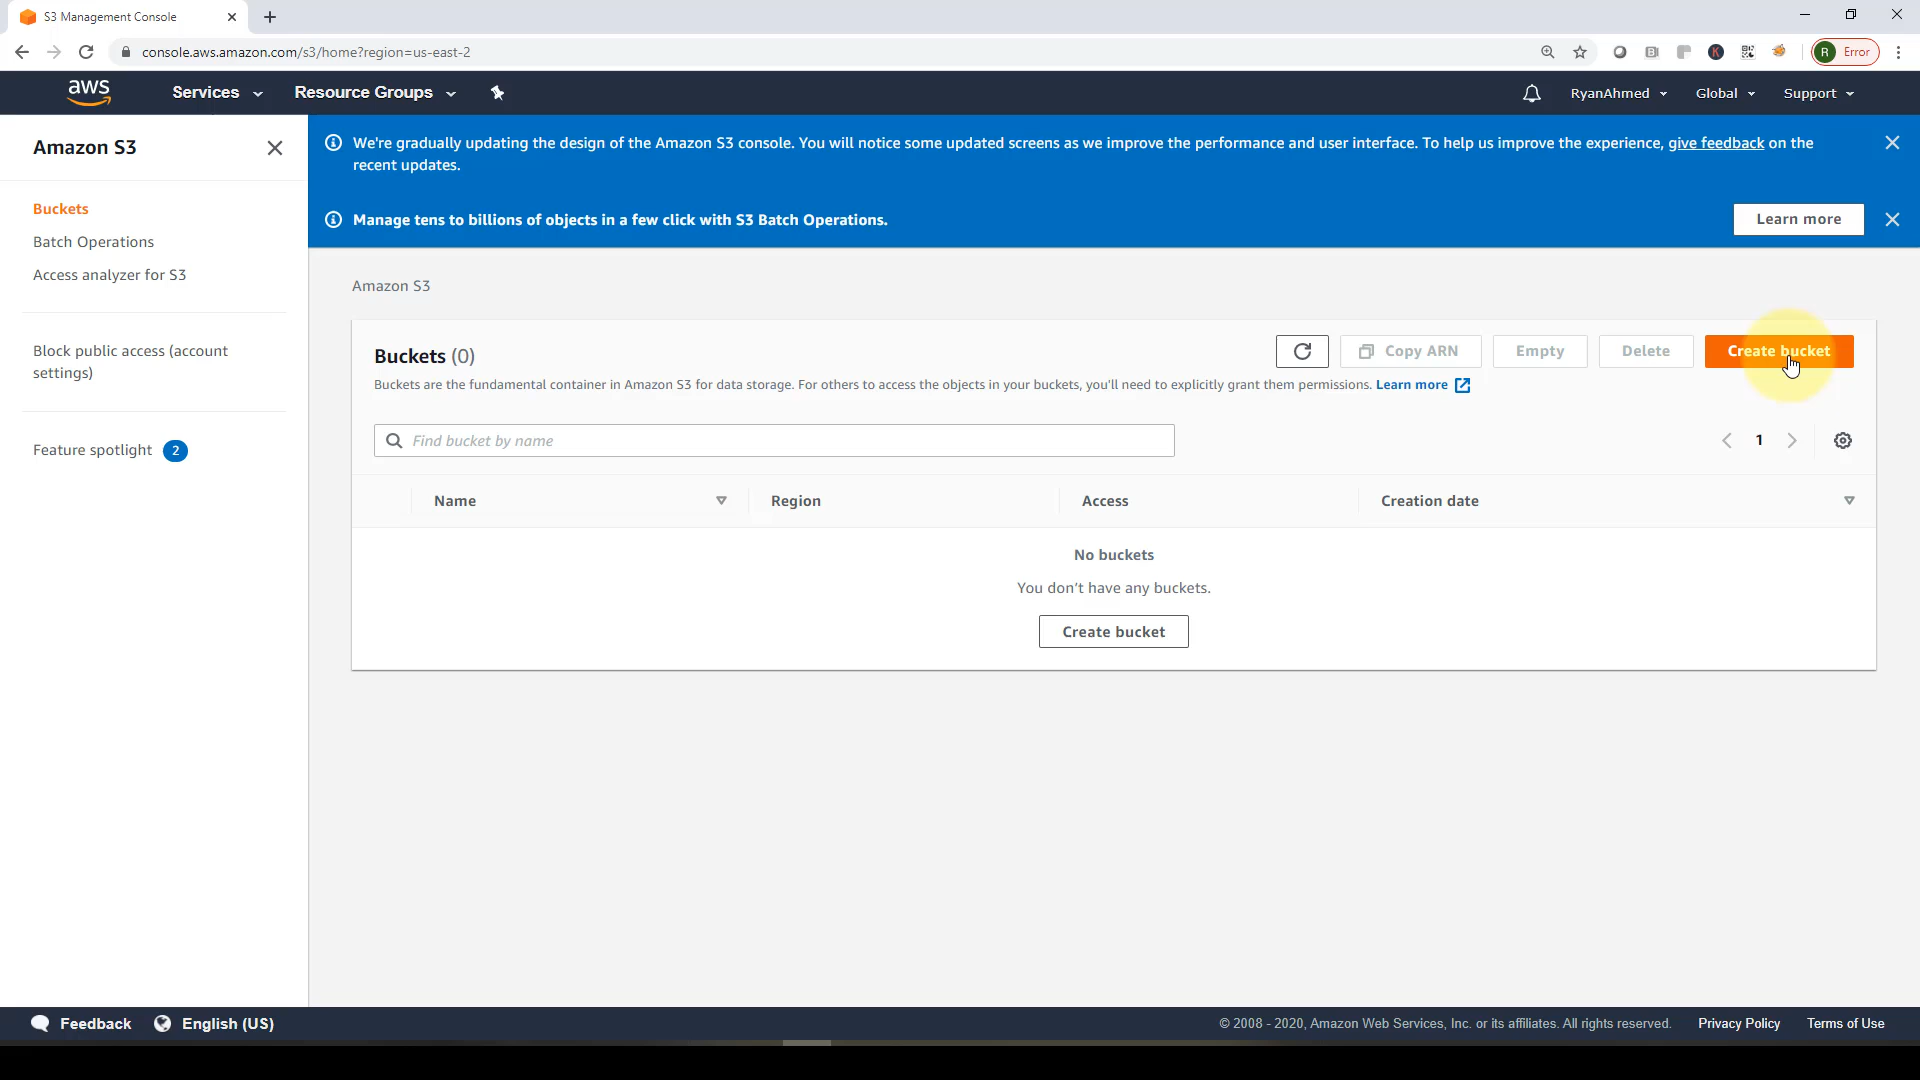 S3 Management Console
console.aws.amazon.com/s3/home?region=us-east-2
K
R Error
aws Services Resource Groups RyanAhmed Global Support
Amazon S3
Buckets
Batch Operations
Access analyzer for S3
Block public access (account
settings)
Feature spotlight 2
We're gradually updating the design of the Amazon S3 console. You will notice some updated screens as we improve the performance and user interface. To help us improve the experience, give feedback on the
recent updates.
Manage tens to billions of objects in a few click with S3 Batch Operations. Learn more
Amazon S3
Buckets (0) Copy ARN Empty Delete Create bucket
Buckets are the fundamental container in Amazon S3 for data storage. For others to access the objects in your buckets, you'll need to explicitly grant them permissions. Learn more
Find bucket by name 1
Name Region Access Creation date
No buckets
You don't have any buckets.
Create bucket
Feedback English (US) © 2008 - 2020, Amazon Web Services, Inc. or its affiliates. All rights reserved. Privacy Policy Terms of Use